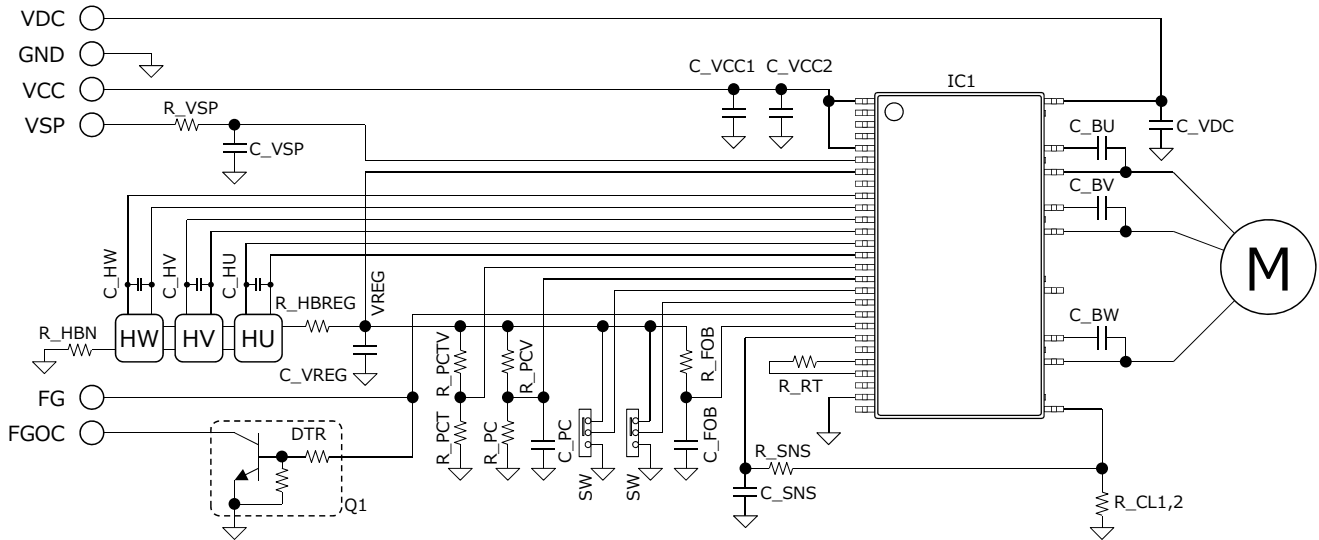 VDC
GND
VCC
VSP
R_VSP
C_VSP
C_VCC1
C_VCC2
IC1
C_VDC
C_BU
C_BV
C_BW
M
C_HW
C_HV
C_HU
R_HBREG
VREG
R_HBN
HW
HV
HU
C_VREG
R_PCTV
R_PCV
R_FOB
R_RT
FG
FGOC
DTR
Q1
R_PCT
R_PC
C_PC
SW
SW
C_FOB
R_SNS
C_SNS
R_CL1,2